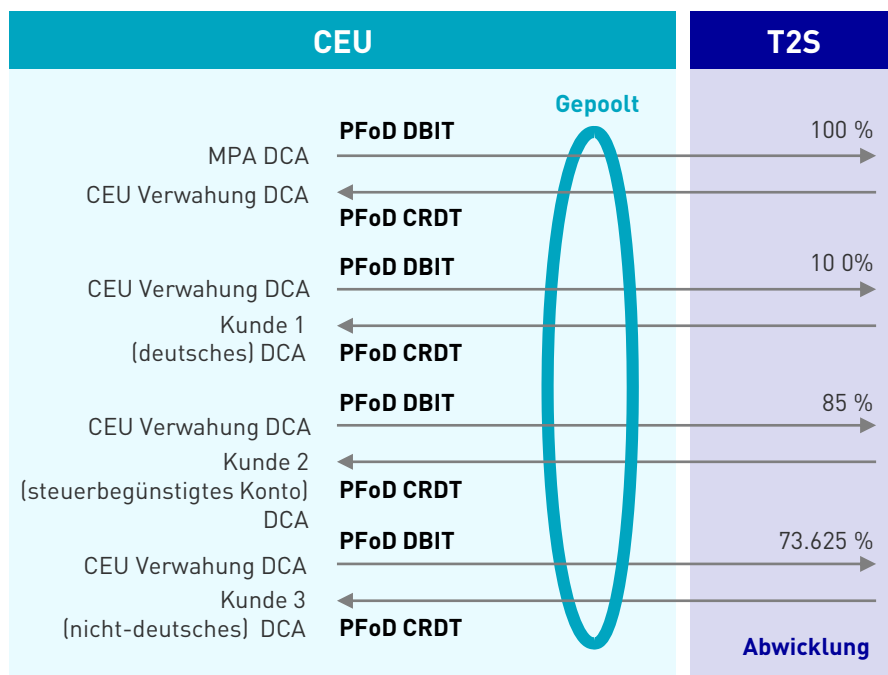 CEU
T2S
Gepoolt
PFoD DBIT
100 %
MPA DCA
CEU Verwahung DCA
PFoD CRDT
PFoD DBIT
10 0%
CEU Verwahung DCA
Kunde 1
(deutsches) DCA
PFoD CRDT
PFoD DBIT
85 %
CEU Verwahung DCA
Kunde 2
(steuerbegünstigtes Konto)
PFoD CRDT
DCA
PFoD DBIT
73.625 %
CEU Verwahung DCA
Kunde 3
(nicht-deutsches) DCA
PFoD CRDT
Abwicklung